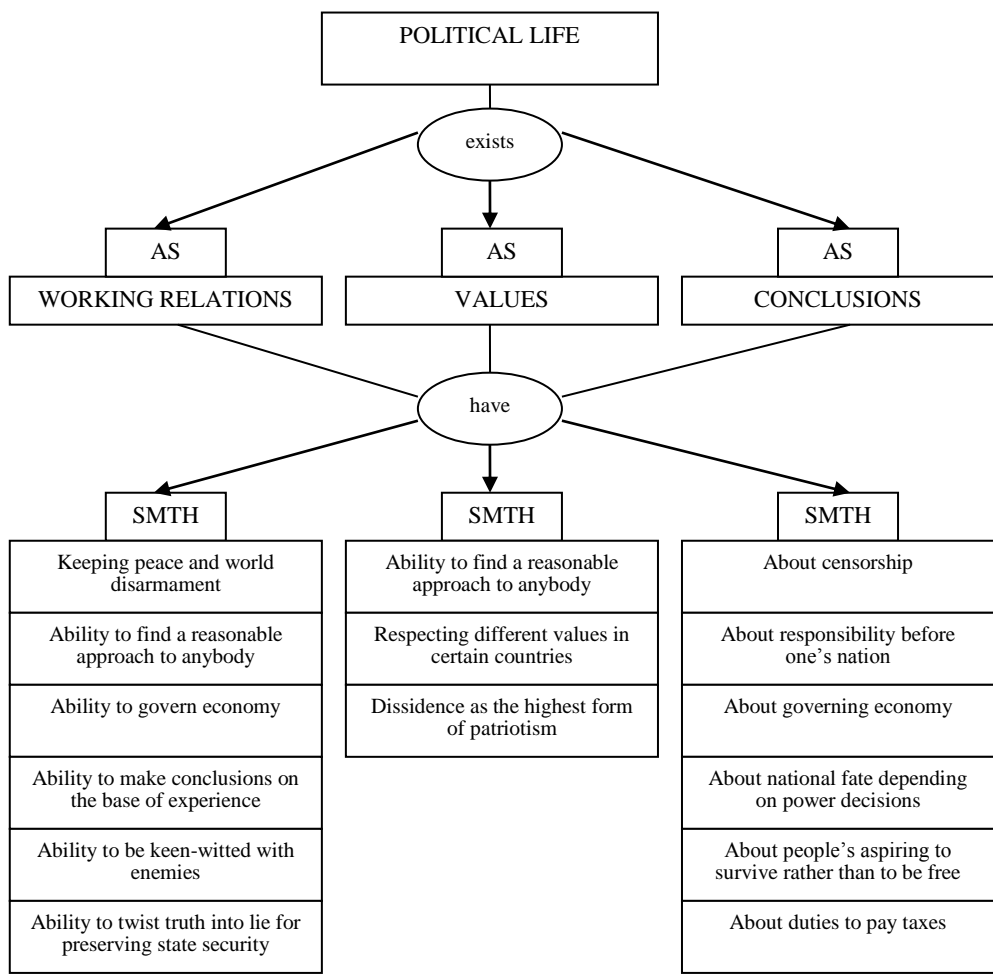 POLITICAL LIFE
exists
AS
AS
AS
WORKING RELATIONS
VALUES
CONCLUSIONS
have
SMTH
SMTH
SMTH
Keeping peace and world
disarmament
Ability to find a reasonable
approach to anybody
Ability to govern economy
Ability to make conclusions on
the base of experience
Ability to be keen-witted with
enemies
Ability to twist truth into lie for
preserving state security
Ability to find a reasonable
approach to anybody
Respecting different values in
certain countries
Dissidence as the highest form
of patriotism
About censorship
About responsibility before
one’s nation
About governing economy
About national fate depending
on power decisions
About people’s aspiring to
survive rather than to be free
About duties to pay taxes